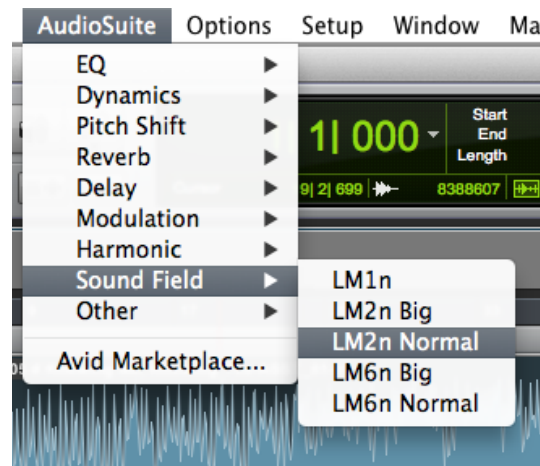 AudioSuite Options Setup Window Ma
EQ
Dynamics
Pitch Shift
Reverb
Delay
Modulation
Harmonic
Sound Field
Other
Avid Marketplace...
1| 000
Start
End
Length
9| 2| 699
8388607
LM1n
LM2n Big
LM2n Normal
LM6n Big
LM6n Normal